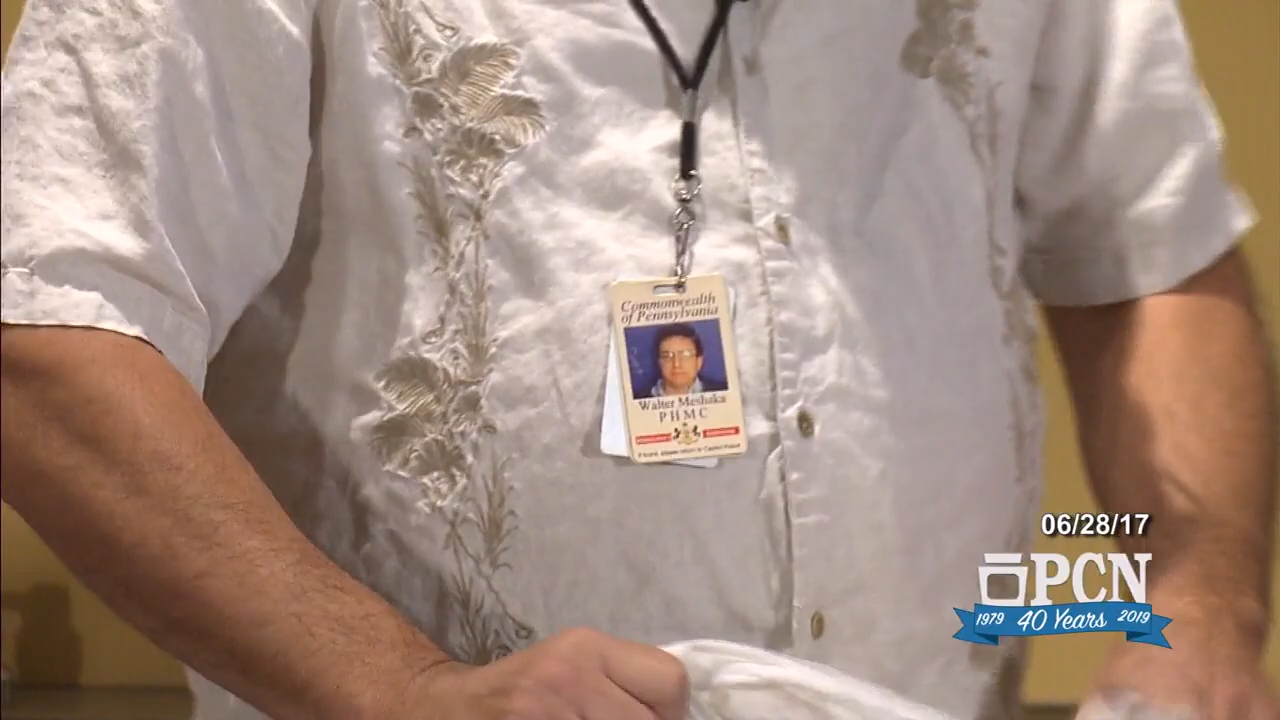 Commonwealth
of Pennsylvania
Walter Meshaka
PHMC
06/28/17
PCN
1979 40 Years 2019